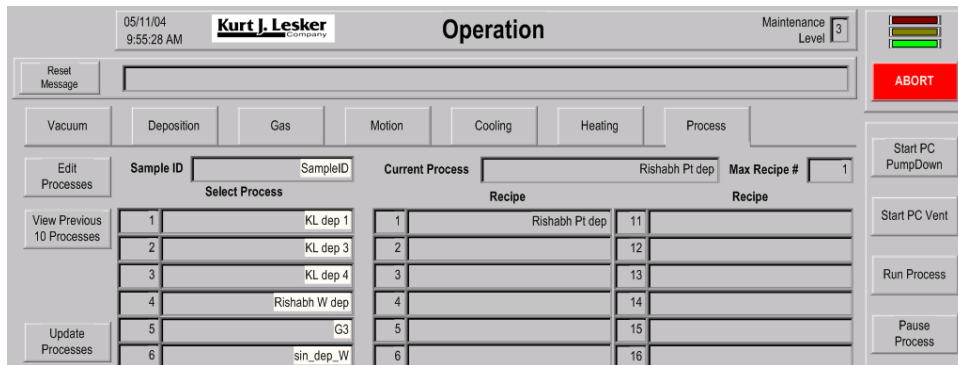 05/11/04
9:55:28 AM
Kurt J. Lesker
Company
Operation
Maintenance
Level
3
Reset
Message
ABORT
Vacuum
Deposition
Gas
Motion
Cooling
Heating
Process
Edit
Processes
Sample ID
SampleID
Current Process
Rishabh Pt dep
Max Recipe #
1
Start PC
PumpDown
Select Process
Recipe
Recipe
View Previous
10 Processes
1 KL dep 1 1 Rishabh Pt dep 11
Start PC Vent
2 KL dep 3 2 12
3 KL dep 4 3 13
Run Process
4 Rishabh W dep 4 14
Update
Processes
5 G3 5 15
Pause
Process
6 sin_dep_W 6 16